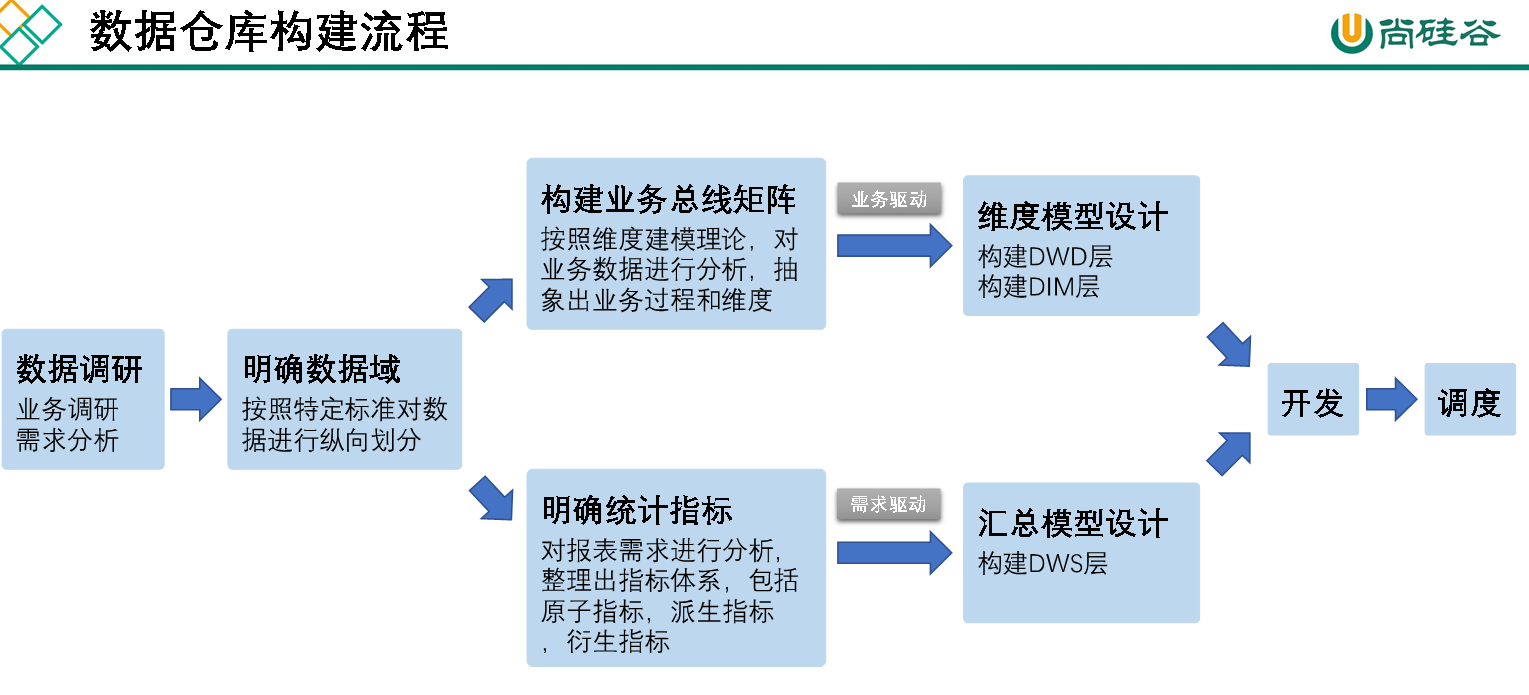 数据仓库构建流程
尚硅谷
数据调研
业务调研
需求分析
明确数据域
按照特定标准对数
据进行纵向划分
构建业务总线矩阵
按照维度建模理论，对
业务数据进行分析，抽
象出业务过程和维度
业务驱动
维度模型设计
构建DWD层
构建DIM层
明确统计指标
对报表需求进行分析，
整理出指标体系，包括
原子指标，派生指标
，衍生指标
需求驱动
汇总模型设计
构建DWS层
开发
调度